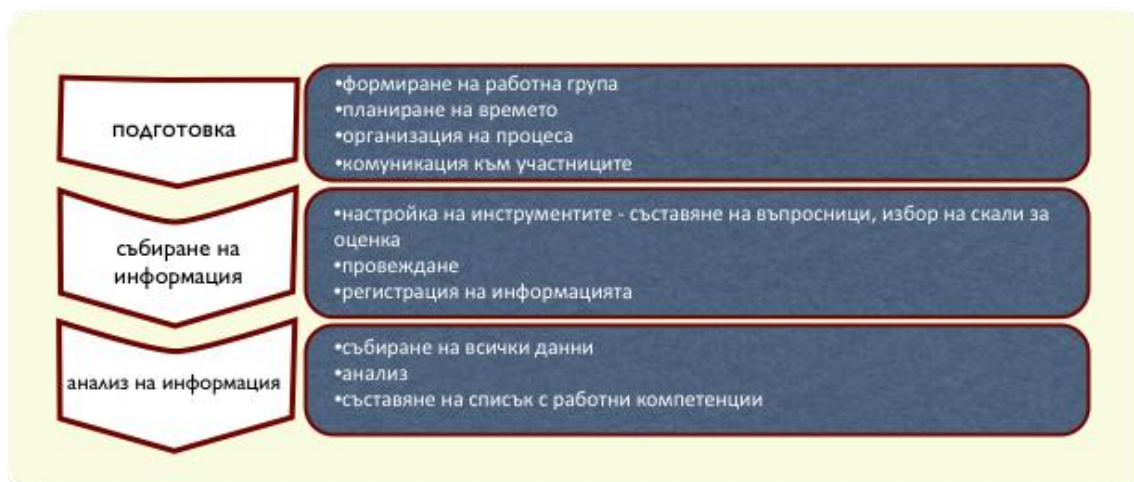 подготовка
•формиране на работна група
•планиране на времето
•организация на процеса
•комуникация към участниците
събиране на
информация
•настройка на инструментите - съставяне на въпросници, избор на скали за
оценка
•провеждане
•регистрация на информацията
анализ на информация
•събиране на всички данни
•анализ
•съставяне на списък с работни компетенции